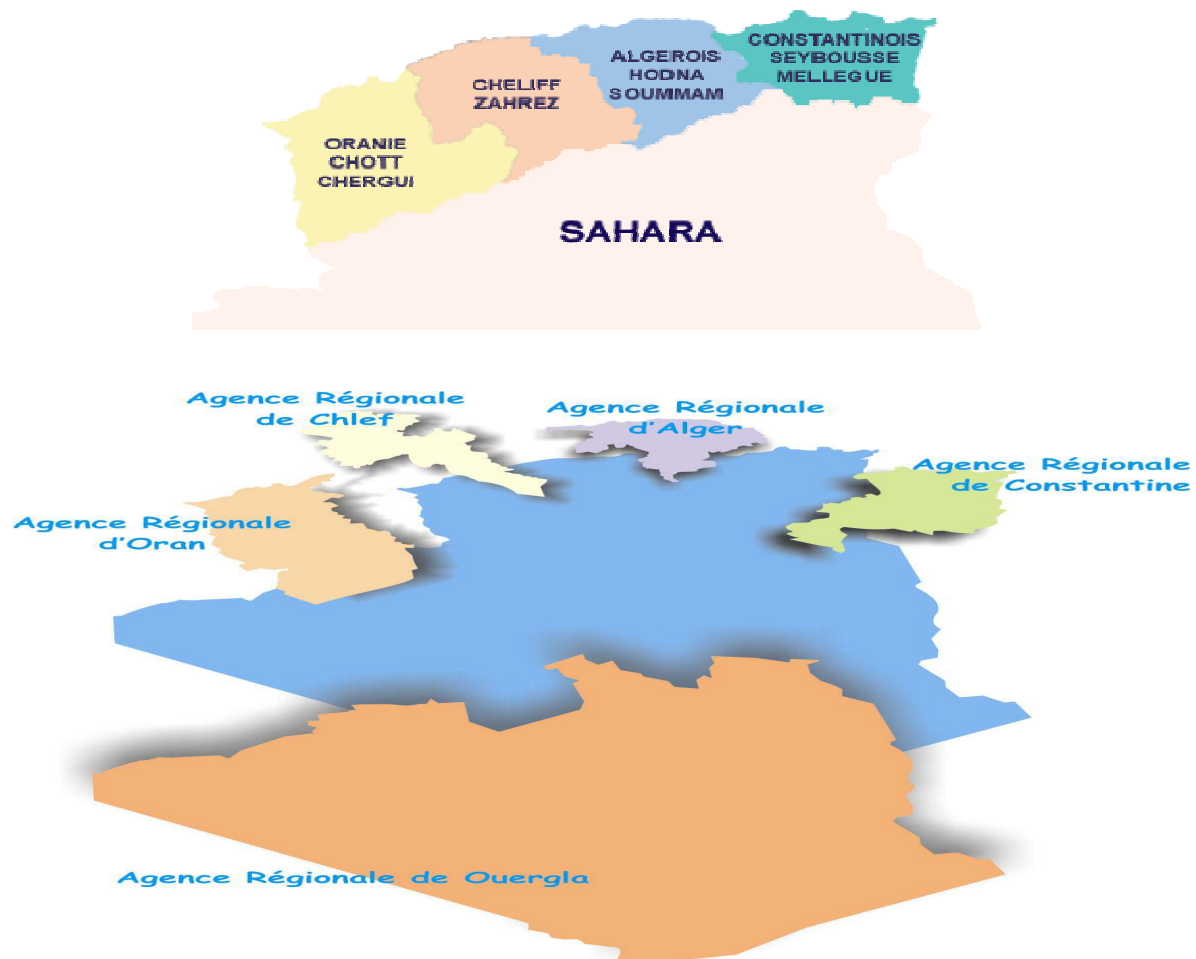 CONSTANTINOIS
SEYBOUSSE
MELLEGUE
ALGEROIS
HODNA
SOUMMAM
CHELIFF
ZAHREZ
ORANIE
CHOTT
CHERGUI
SAHARA
Agence Régionale
de Chlef
Agence Régionale
d'Alger
Agence Régionale
de Constantine
Agence Régionale
d'Oran
Agence Régionale de Ouergla